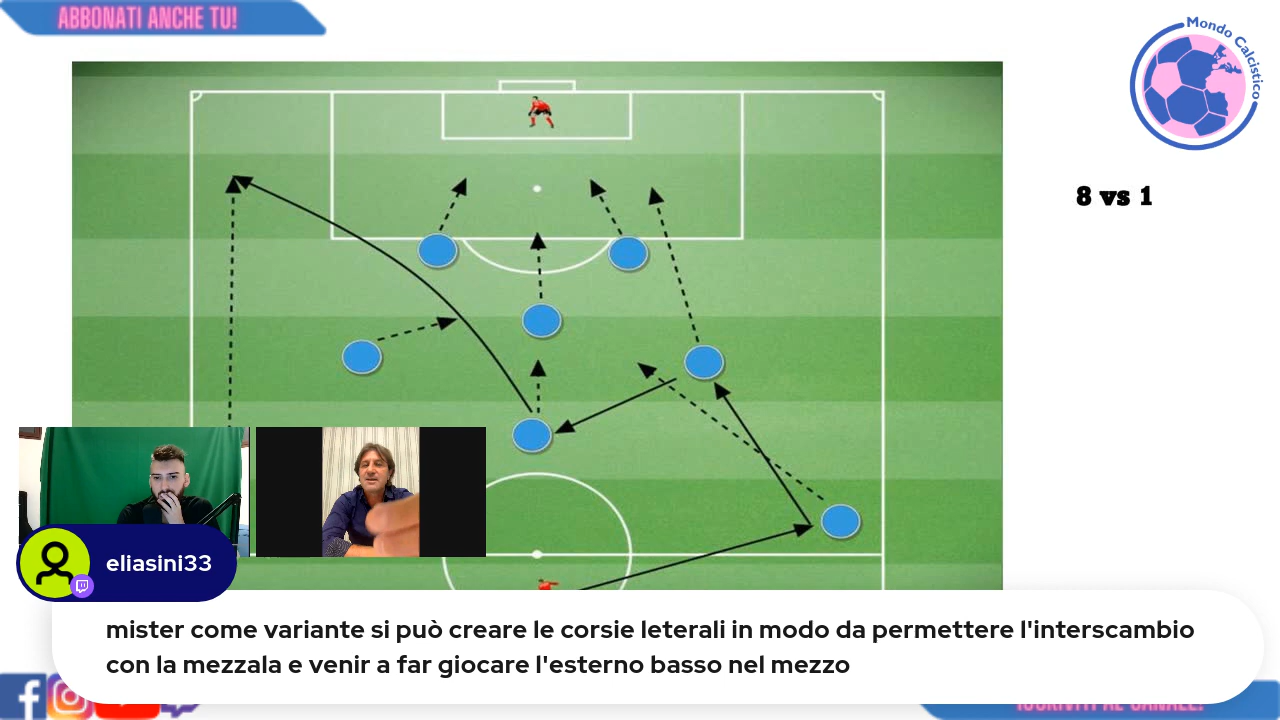 ABBONATI ANCHE TU!
Mondo Calcistico
8 vs 1
eliasini33
mister come variante si può creare le corsie leterali in modo da permettere l'interscambio
con la mezzala e venir a far giocare l'esterno basso nel mezzo